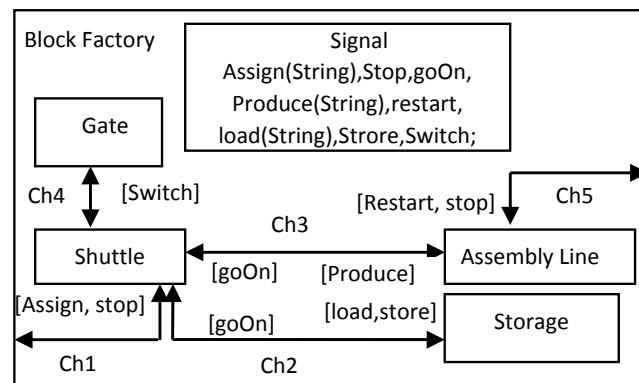 Block Factory
Signal
Assign(String),Stop,goOn,
Produce(String),restart,
load(String),Strore,Switch;
Gate
Ch4
[Switch]
[Restart, stop]
Ch5
Ch3
Shuttle
Assembly Line
[goOn]
[Produce]
[Assign, stop]
[goOn]
[load,store]
Storage
Ch1
Ch2